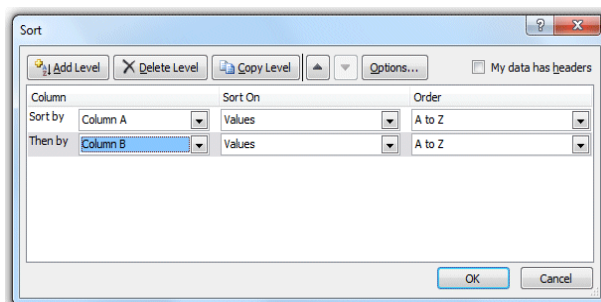 Sort
Add Level Delete Level Copy Level Options... My data has headers
Column Sort On Order
Sort by Column A Values A to Z
Then by Column B Values A to Z
OK Cancel